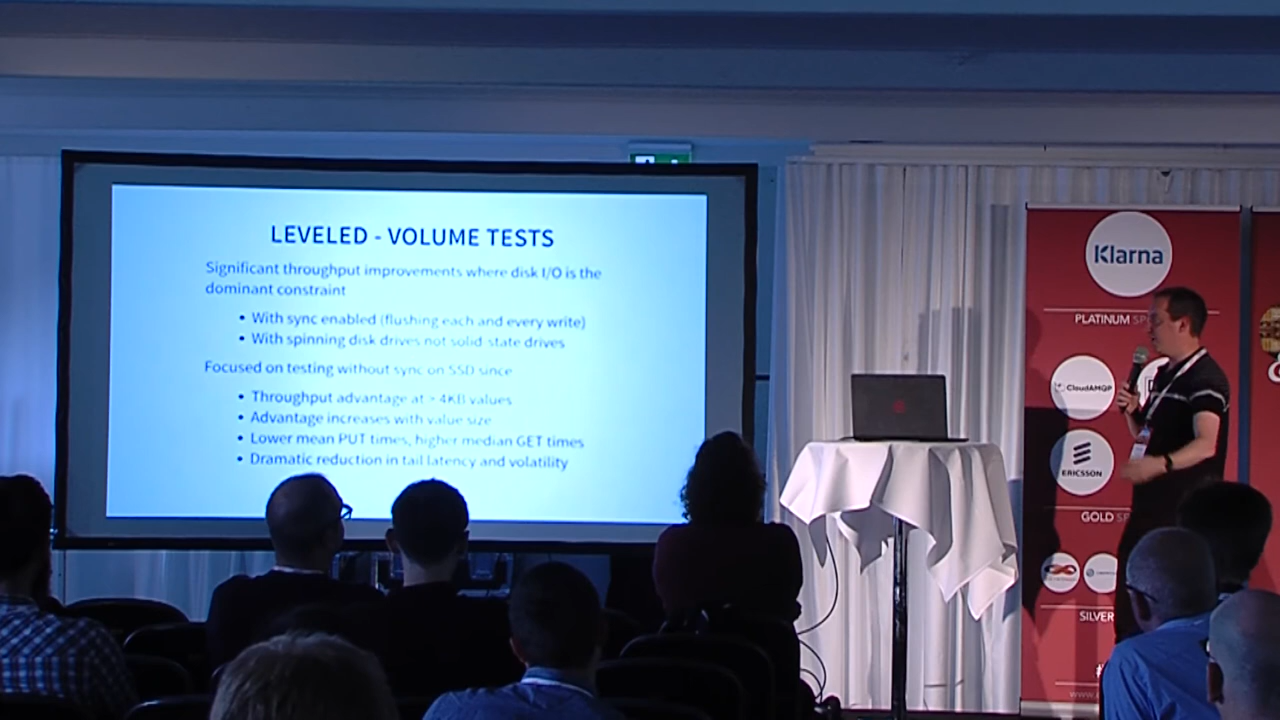 LEVELED - VOLUME TESTS
Significant throughput improvements where disk I/O is the
dominant constraint
• With sync enabled (flushing each and every write)
• With spinning disk drives not solid state drives
Focused on testing without sync on SSD since
• Throughput advantage at > 4KB values
• Advantage increases with value size
• Lower mean PUT times, higher median GET times
• Dramatic reduction in tail latency and volatility
Klarna
PLATINUM
CloudAMQP
ERICSSON
GOLD
SILVER